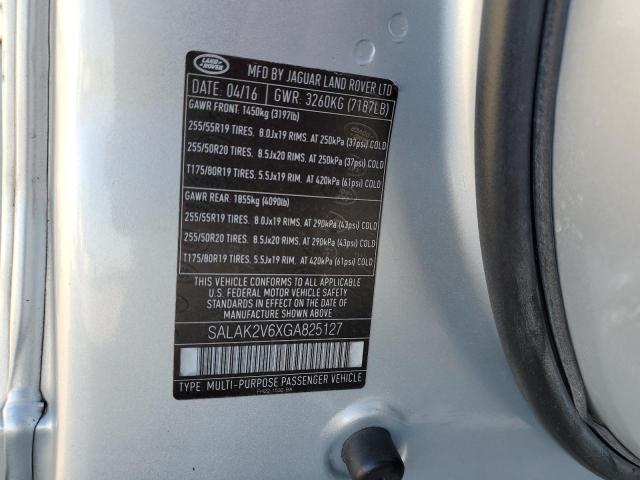 LAND ROVER
MFD BY JAGUAR LAND ROVER LTD
DATE: 04/16 GWR: 3260KG (7187LB)
GAWR FRONT: 1450kg (3197lb)
255/55R19 TIRES. 8.0Jx19 RIMS. AT 250kPa (37psi) COLD
255/50R20 TIRES. 8.5Jx20 RIMS. AT 250kPa (37psi) COLD
T175/80R19 TIRES. 5.5Jx19 RIM. AT 420kPa (61psi) COLD
GAWR REAR: 1855kg (4090lb)
255/55R19 TIRES. 8.0Jx19 RIMS. AT 290kPa (43psi) COLD
255/50R20 TIRES. 8.5Jx20 RIMS. AT 290kPa (43psi) COLD
T175/80R19 TIRES. 5.5Jx19 RIM. AT 420kPa (61psi) COLD
THIS VEHICLE CONFORMS TO ALL APPLICABLE
U.S. FEDERAL MOTOR VEHICLE SAFETY
STANDARDS IN EFFECT ON THE DATE OF
MANUFACTURE SHOWN ABOVE.
SALAK2V6XGA825127
TYPE: MULTI-PURPOSE PASSENGER VEHICLE